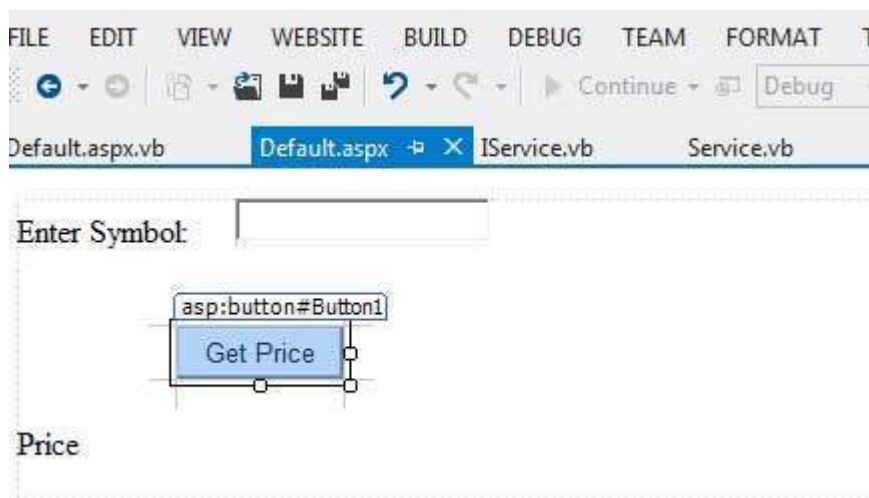 FILE EDIT VIEW WEBSITE BUILD DEBUG TEAM FORMAT
Continue Debug
Default.aspx.vb Default.aspx IService.vb Service.vb
Enter Symbol:
asp:button#Button1
Get Price
Price